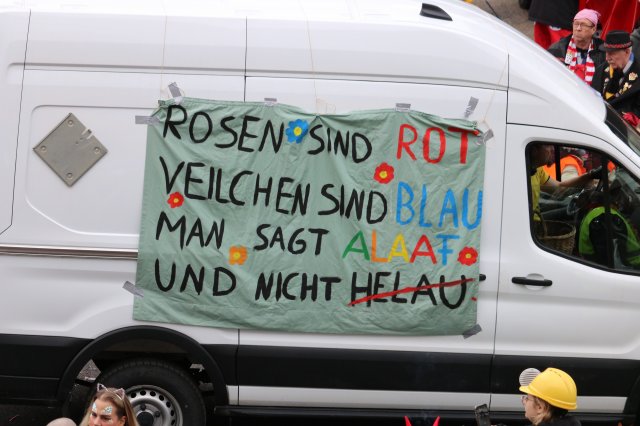 ROSEN SIND ROT
VEILCHEN SIND BLAU
MAN SAGT ALAAF
UND NICHT HELAU